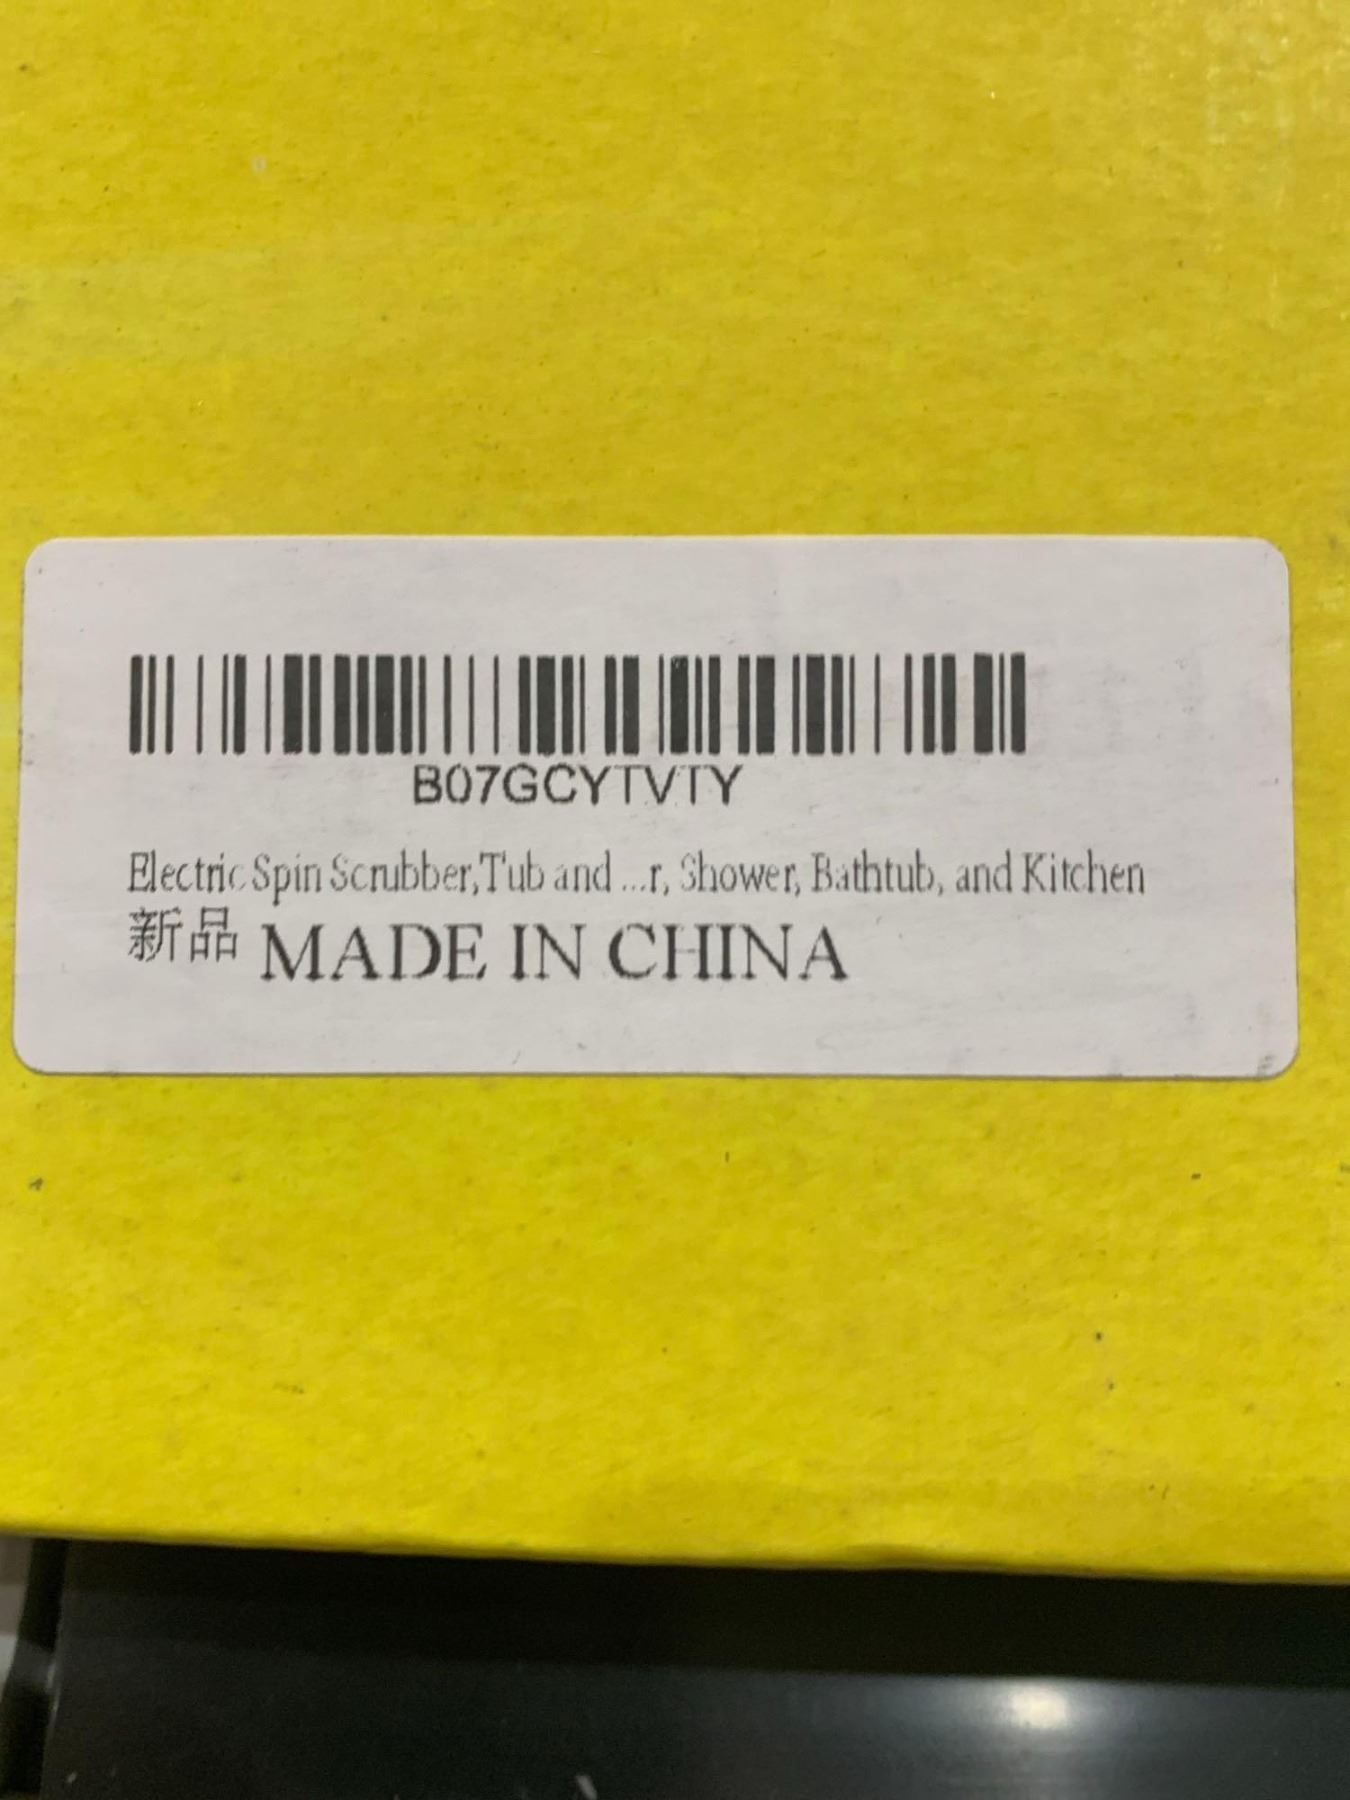 B07GCYTVTY
Electric Spin Scrubber,Tub and ...r, Shower, Bathtub, and Kitchen
新品 MADE IN CHINA